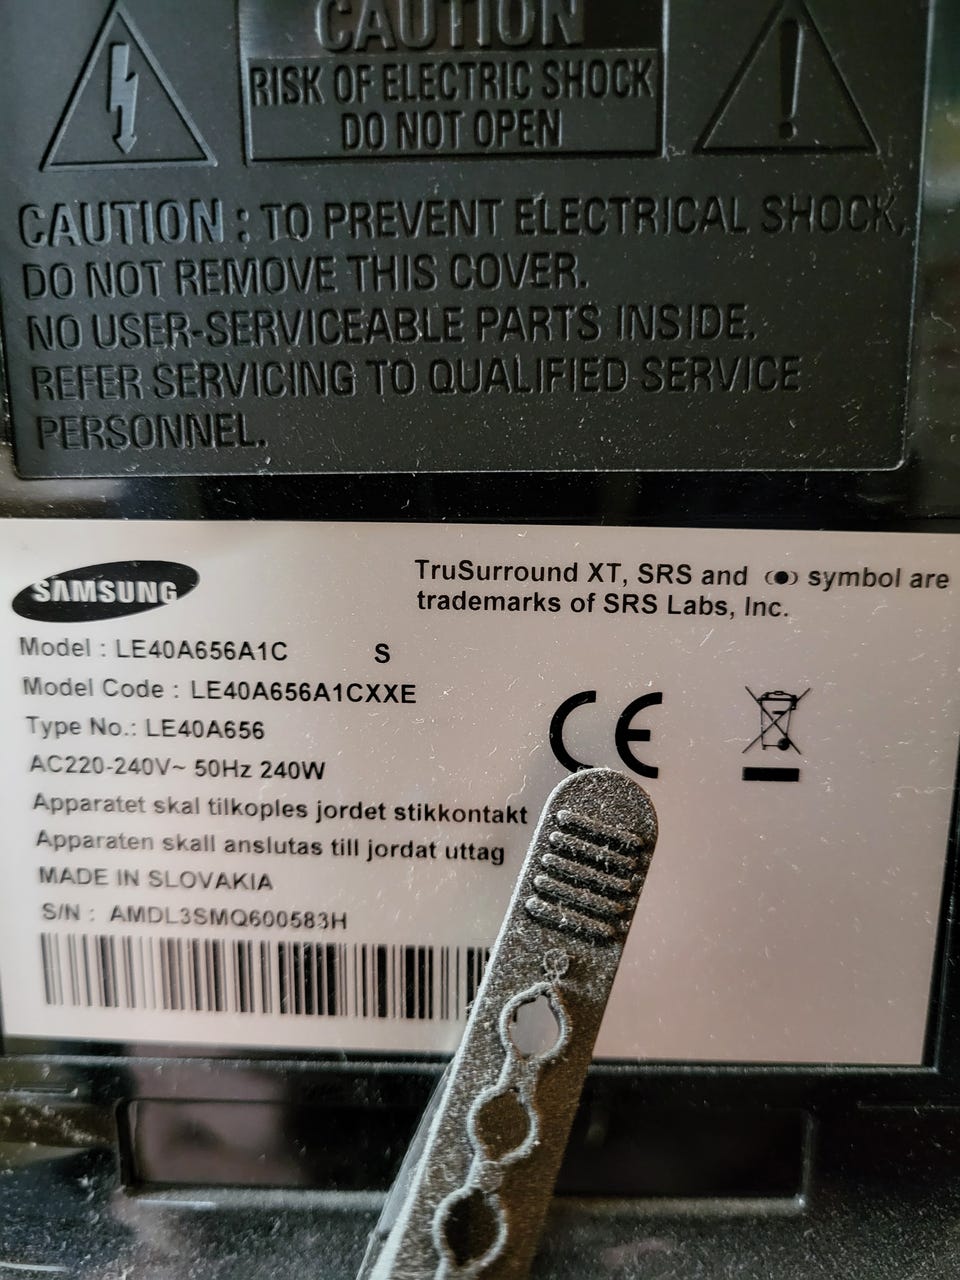 CAUTION
RISK OF ELECTRIC SHOCK
DO NOT OPEN
CAUTION : TO PREVENT ELECTRICAL SHOCK,
DO NOT REMOVE THIS COVER.
NO USER-SERVICEABLE PARTS INSIDE.
REFER SERVICING TO QUALIFIED SERVICE
PERSONNEL.
SAMSUNG
TruSurround XT, SRS and (●) symbol are
trademarks of SRS Labs, Inc.
Model : LE40A656A1C S
Model Code : LE40A656A1CXXE
Type No.: LE40A656
AC220-240V~ 50Hz 240W
Apparatet skal tilkoples jordet stikkontakt
Apparaten skall anslutas till jordat uttag
MADE IN SLOVAKIA
S/N : AMDL3SMQ600583H
CE